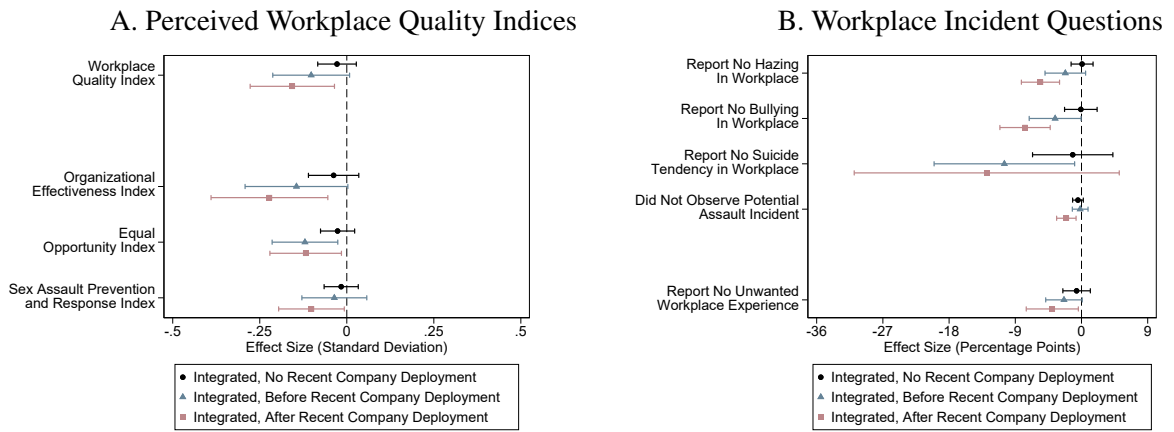 A. Perceived Workplace Quality Indices
Workplace
Quality Index
Organizational
Effectiveness Index
Equal
Opportunity Index
Sex Assault Prevention
and Response Index
-.5 -.25 0 .25 .5
Effect Size (Standard Deviation)
Integrated, No Recent Company Deployment
Integrated, Before Recent Company Deployment
Integrated, After Recent Company Deployment
B. Workplace Incident Questions
Report No Hazing
In Workplace
Report No Bullying
In Workplace
Report No Suicide
Tendency in Workplace
Did Not Observe Potential
Assault Incident
Report No Unwanted
Workplace Experience
-36 -27 -18 -9 0 9
Effect Size (Percentage Points)
Integrated, No Recent Company Deployment
Integrated, Before Recent Company Deployment
Integrated, After Recent Company Deployment